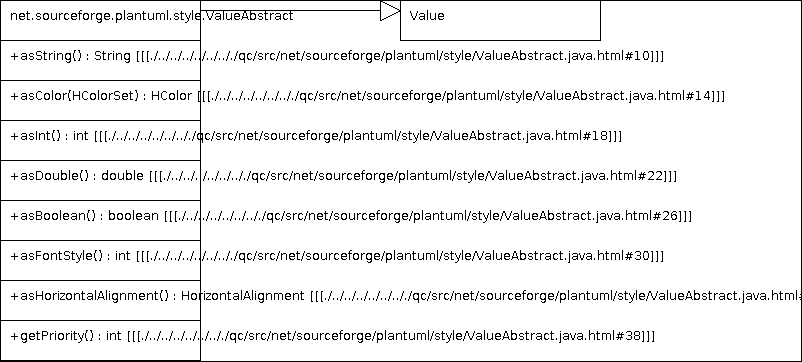 net.sourceforge.plantuml.style.ValueAbstract
Value
+asString() : String [[[./../../../../../../../qc/src/net/sourceforge/plantuml/style/ValueAbstract.java.html#10]]]
+asColor(HColorSet) : HColor [[[./../../../../../../../qc/src/net/sourceforge/plantuml/style/ValueAbstract.java.html#14]]]
+asInt() : int [[[./../../../../../../../qc/src/net/sourceforge/plantuml/style/ValueAbstract.java.html#18]]]
+asDouble() : double [[[./../../../../../../../qc/src/net/sourceforge/plantuml/style/ValueAbstract.java.html#22]]]
+asBoolean() : boolean [[[./../../../../../../../qc/src/net/sourceforge/plantuml/style/ValueAbstract.java.html#26]]]
+asFontStyle() : int [[[./../../../../../../../qc/src/net/sourceforge/plantuml/style/ValueAbstract.java.html#30]]]
+asHorizontalAlignment() : HorizontalAlignment [[[./../../../../../../../qc/src/net/sourceforge/plantuml/style/ValueAbstract.java.html#
+getPriority() : int [[[./../../../../../../../qc/src/net/sourceforge/plantuml/style/ValueAbstract.java.html#38]]]